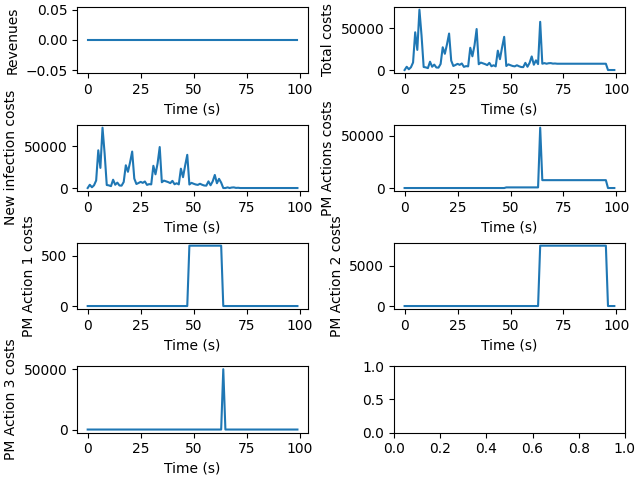 Revenues
0.05
0.00
−0.05
0 25 50 75 100
Time (s)
Total costs
50000
0
0 25 50 75 100
Time (s)
New infection costs
50000
0
0 25 50 75 100
Time (s)
PM Actions costs
50000
0
0 25 50 75 100
Time (s)
PM Action 1 costs
500
0
0 25 50 75 100
Time (s)
PM Action 2 costs
5000
0
0 25 50 75 100
Time (s)
PM Action 3 costs
50000
0
0 25 50 75 100
Time (s)
1.0
0.5
0.0
0.0 0.2 0.4 0.6 0.8 1.0